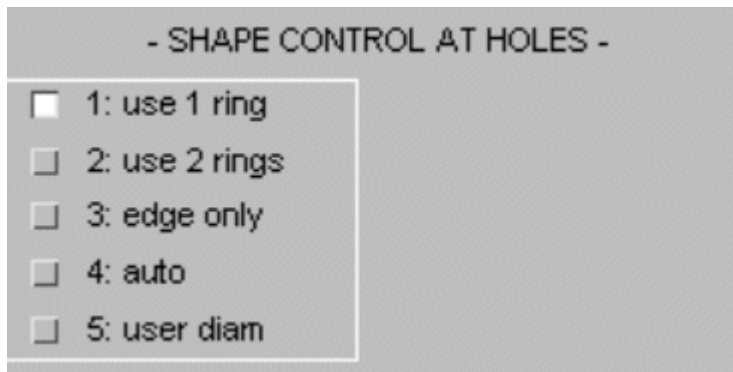 - SHAPE CONTROL AT HOLES -
1: use 1 ring
2: use 2 rings
3: edge only
4: auto
5: user diam